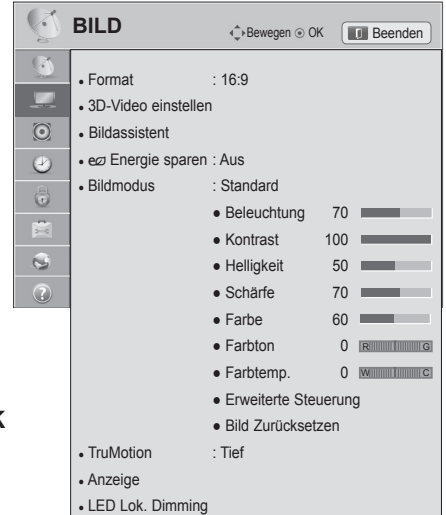 BILD Bewegen OK Beenden
• Format : 16:9
• 3D-Video einstellen
• Bildassistent
• Energie sparen : Aus
• Bildmodus : Standard
● Beleuchtung 70
● Kontrast 100
● Helligkeit 50
● Schärfe 70
● Farbe 60
● Farbton 0 R G
● Farbtemp. 0 W C
● Erweiterte Steuerung
● Bild Zurücksetzen
• TruMotion : Tief
• Anzeige
• LED Lok. Dimming